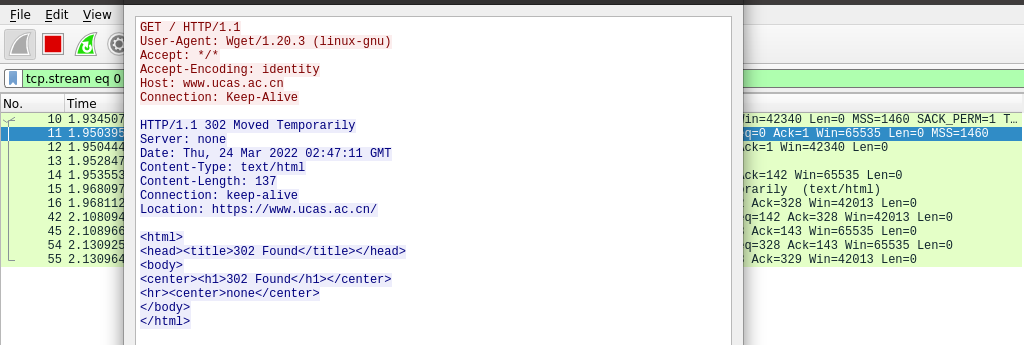 File Edit View
tcp.stream eq 0
No. Time
10 1.934507 Win=42340 Len=0 MSS=1460 SACK_PERM=1 T…
11 1.950395 Ack=1 Win=65535 Len=0 MSS=1460
12 1.950444 Ack=1 Win=42340 Len=0
13 1.952847
14 1.953553 Ack=142 Win=65535 Len=0
15 1.968097 (text/html)
16 1.968112 Ack=328 Win=42013 Len=0
42 2.108094 Ack=328 Win=42013 Len=0
45 2.108966 Ack=143 Win=65535 Len=0
54 2.130925 Ack=143 Win=65535 Len=0
55 2.130964 Ack=329 Win=42013 Len=0
GET / HTTP/1.1
User-Agent: Wget/1.20.3 (linux-gnu)
Accept: */*
Accept-Encoding: identity
Host: www.ucas.ac.cn
Connection: Keep-Alive
HTTP/1.1 302 Moved Temporarily
Server: none
Date: Thu, 24 Mar 2022 02:47:11 GMT
Content-Type: text/html
Content-Length: 137
Connection: keep-alive
Location: https://www.ucas.ac.cn/
<html>
<head><title>302 Found</title></head>
<body>
<center><h1>302 Found</h1></center>
<hr><center>none</center>
</body>
</html>